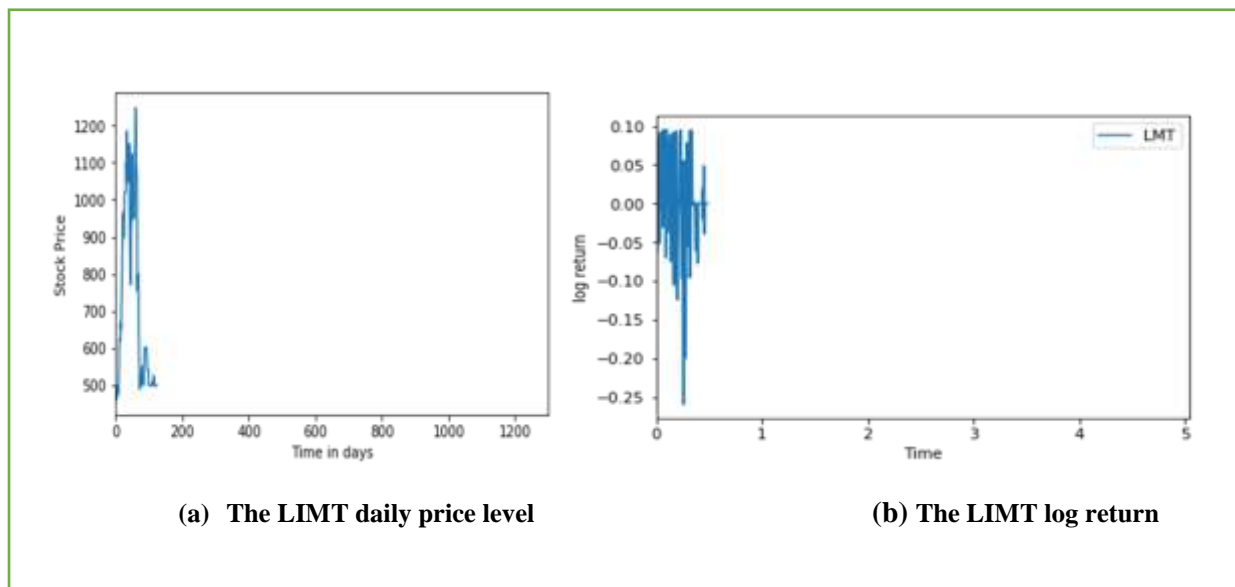 1200
1100
1000
900
800
700
600
500
Stock Price
0 200 400 600 800 1000 1200
Time in days
(a) The LIMT daily price level
LMT
0.10
0.05
0.00
−0.05
−0.10
−0.15
−0.20
−0.25
log return
0 1 2 3 4 5
Time
(b) The LIMT log return